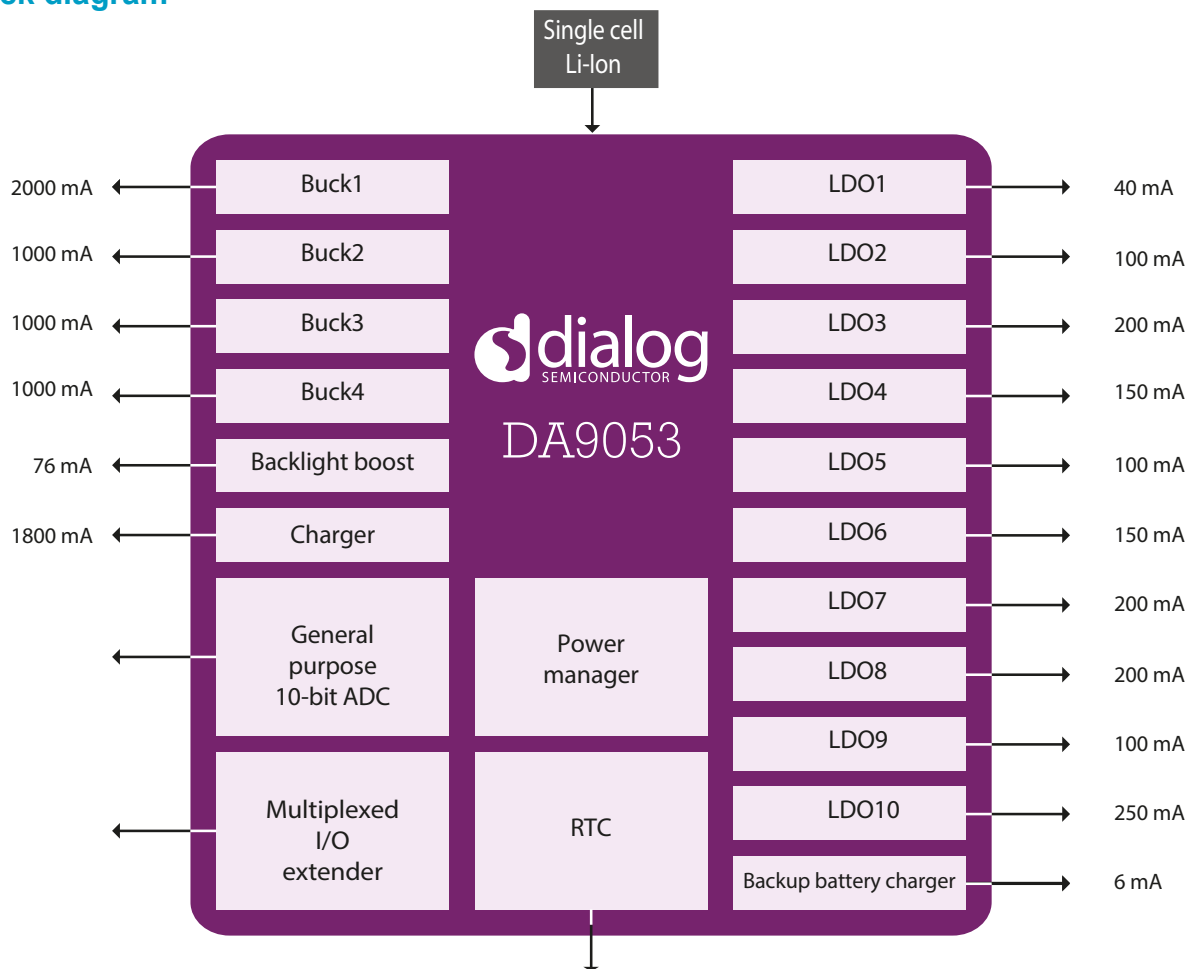 ck diagram
Single cell
Li-Ion
2000 mA
Buck1
LDO1
40 mA
1000 mA
Buck2
LDO2
100 mA
1000 mA
Buck3
LDO3
200 mA
dialog
SEMICONDUCTOR
1000 mA
Buck4
LDO4
150 mA
DA9053
76 mA
Backlight boost
LDO5
100 mA
1800 mA
Charger
LDO6
150 mA
LDO7
200 mA
General
purpose
10-bit ADC
Power
manager
LDO8
200 mA
LDO9
100 mA
Multiplexed
I/O
extender
RTC
LDO10
250 mA
Backup battery charger
6 mA